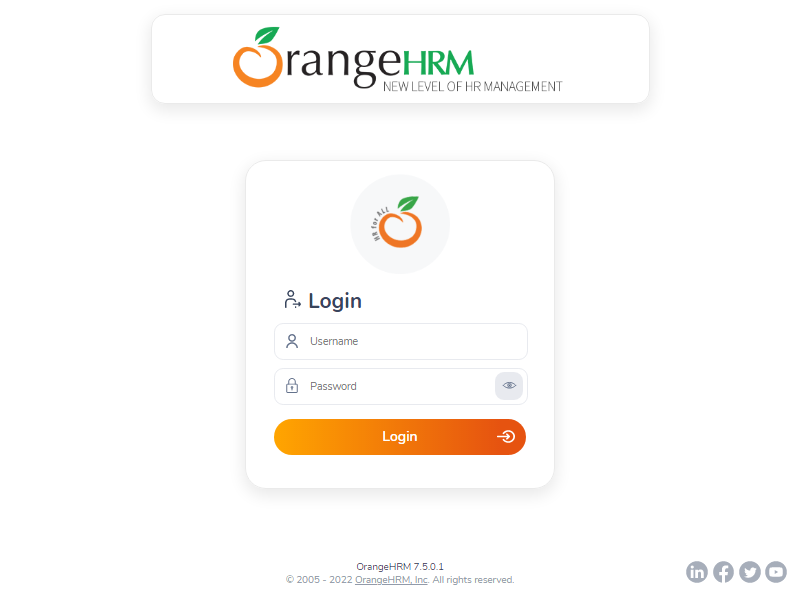 OrangeHRM
NEW LEVEL OF HR MANAGEMENT
HR for ALL
Login
Username
Password
Login
OrangeHRM 7.5.0.1
© 2005 - 2022 OrangeHRM, Inc. All rights reserved.